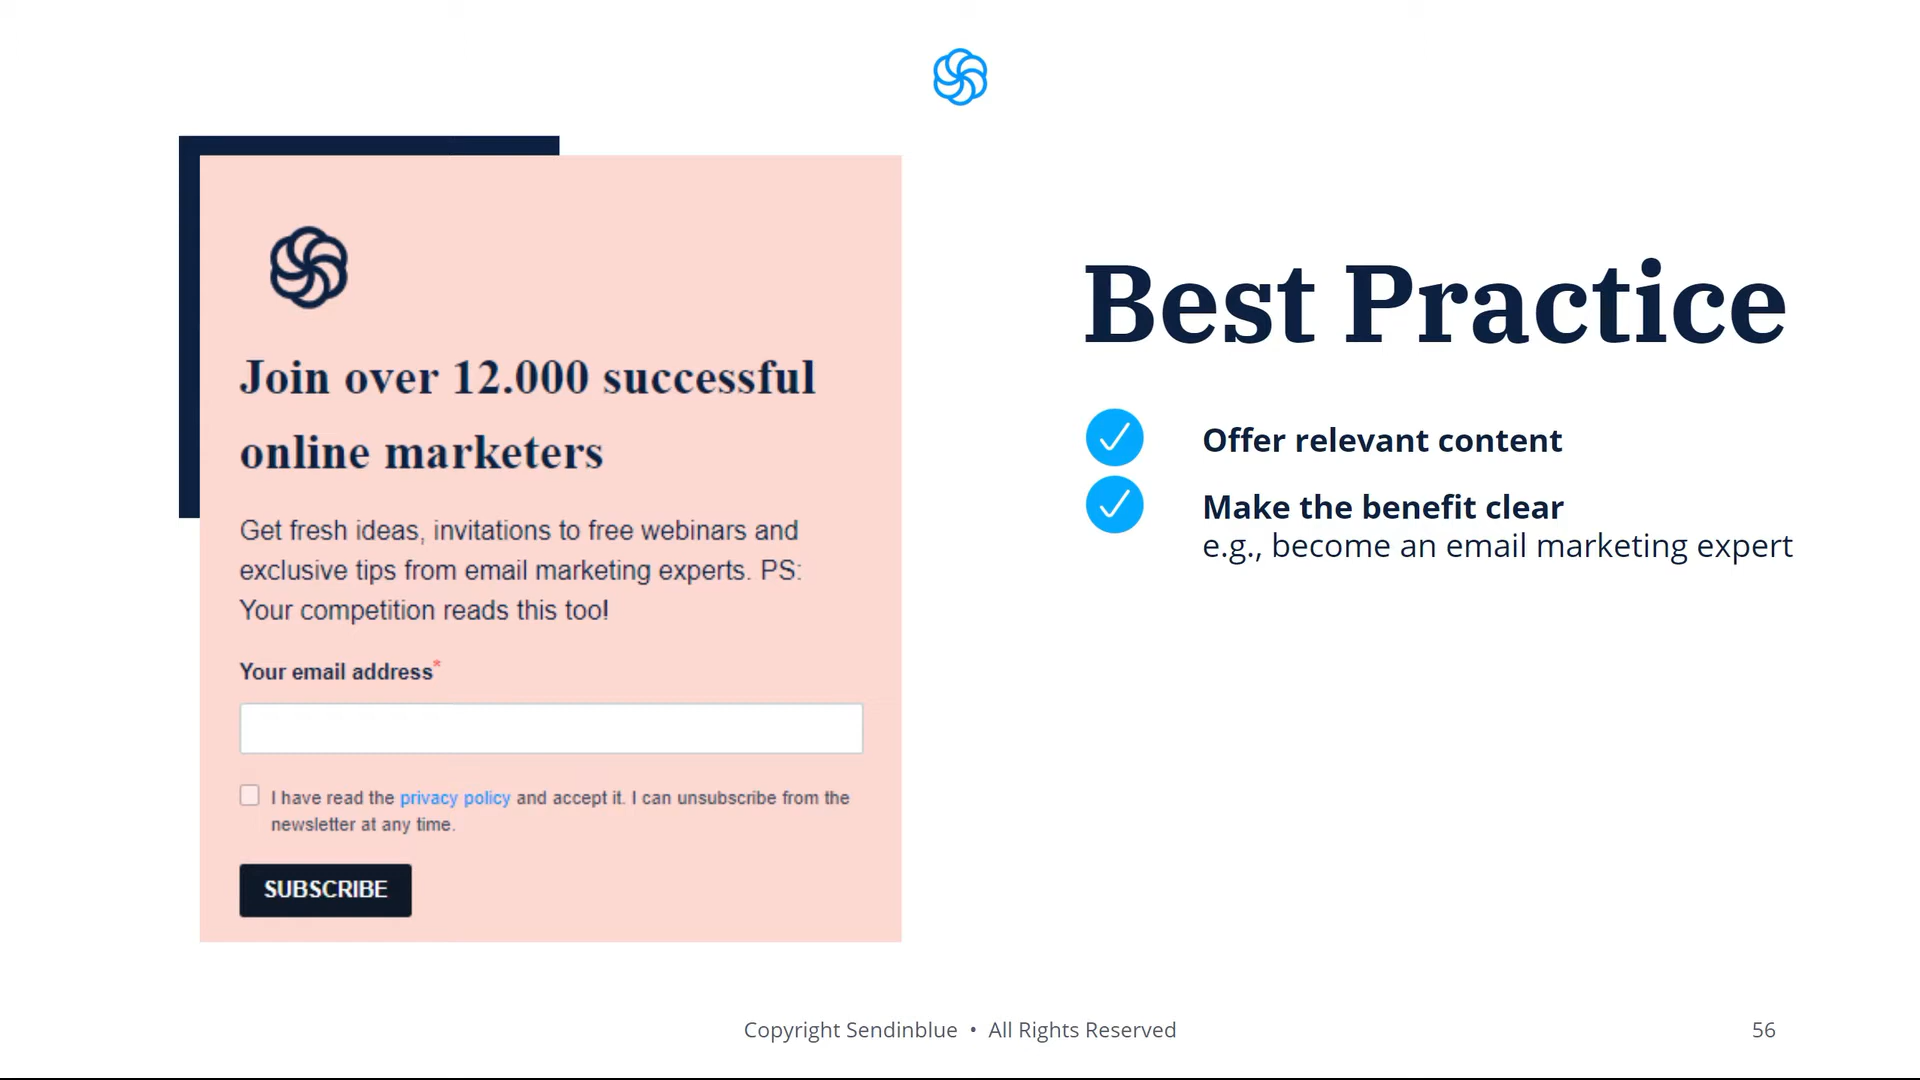 Join over 12.000 successful
online marketers
Get fresh ideas, invitations to free webinars and
exclusive tips from email marketing experts. PS:
Your competition reads this too!
Your email address*
I have read the privacy policy and accept it. I can unsubscribe from the
newsletter at any time.
SUBSCRIBE
Best Practice
Offer relevant content
Make the benefit clear
e.g., become an email marketing expert
Copyright Sendinblue • All Rights Reserved
56